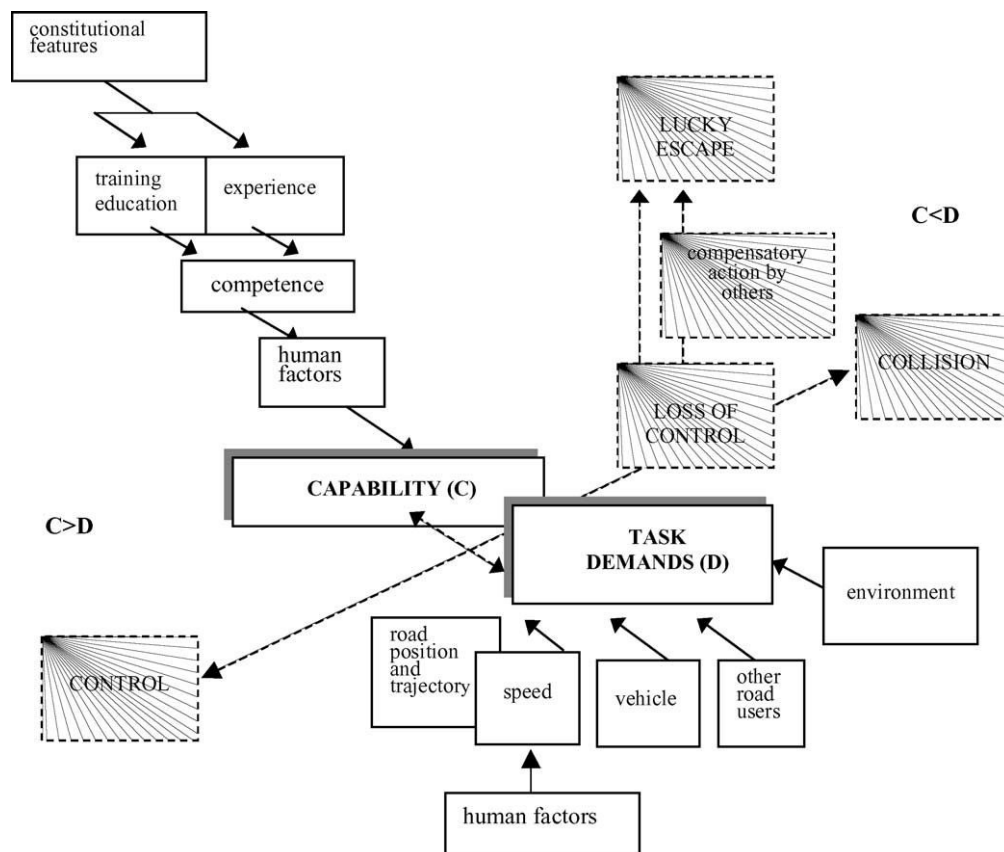 constitutional
features
training
education
experience
competence
human
factors
CAPABILITY (C)
C>D
CONTROL
LUCKY
ESCAPE
C<D
compensatory
action by
others
COLLISION
LOSS OF
CONTROL
TASK
DEMANDS (D)
environment
road
position
and
trajectory
speed
vehicle
other
road
users
human factors